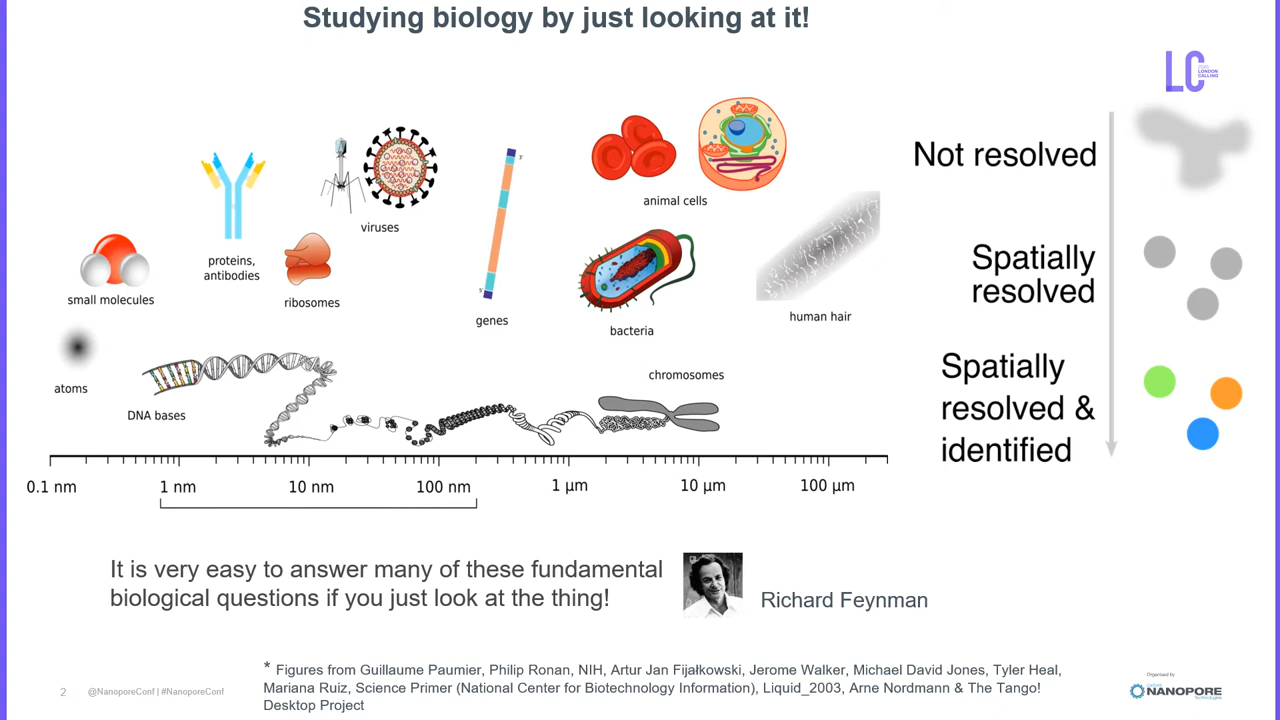 Studying biology by just looking at it!
LC
2020
LONDON
CALLING
Not resolved
Spatially
resolved
Spatially
resolved &
identified
animal cells
viruses
3'
proteins,
antibodies
small molecules
ribosomes
5'
genes
bacteria
human hair
atoms
DNA bases
chromosomes
0.1 nm
1 nm
10 nm
100 nm
1 µm
10 µm
100 µm
It is very easy to answer many of these fundamental
biological questions if you just look at the thing!
Richard Feynman
* Figures from Guillaume Paumier, Philip Ronan, NIH, Artur Jan Fijałkowski, Jerome Walker, Michael David Jones, Tyler Heal,
Mariana Ruiz, Science Primer (National Center for Biotechnology Information), Liquid_2003, Arne Nordmann & The Tango!
Desktop Project
2
@NanoporeConf | #NanoporeConf
Organised by
OXFORD
NANOPORE
Technologies